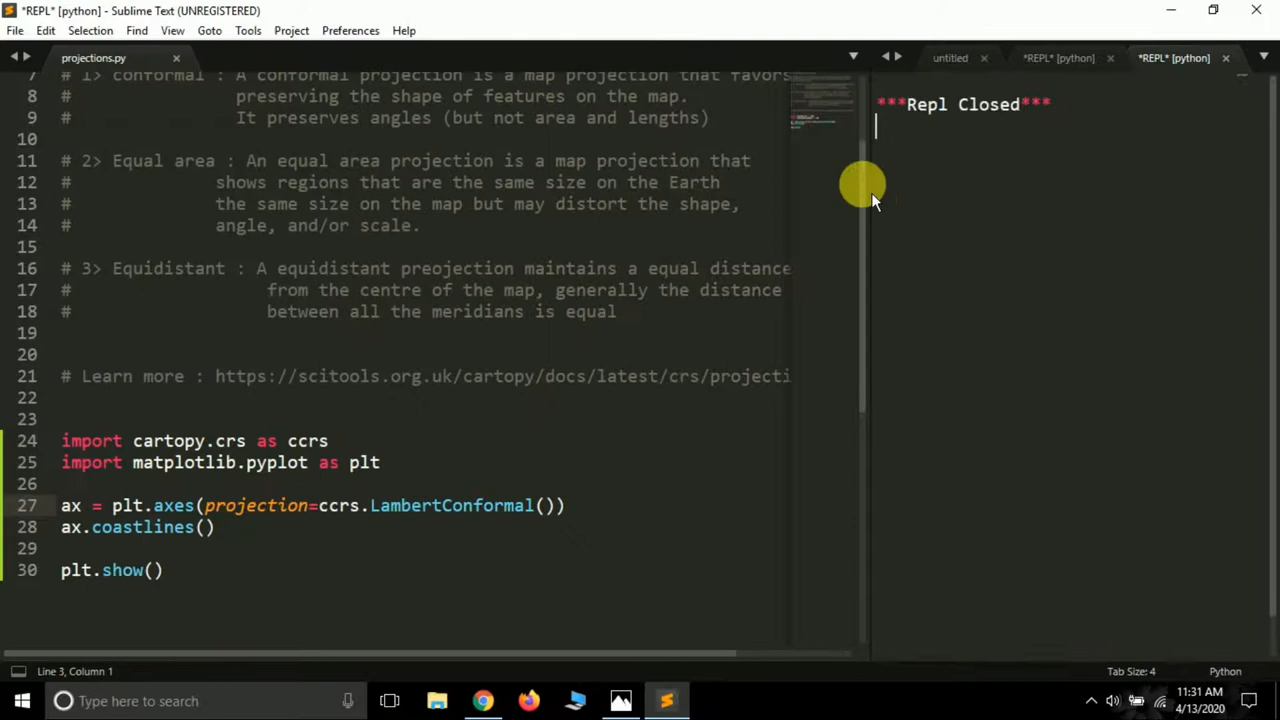 *REPL* [python] - Sublime Text (UNREGISTERED)
File Edit Selection Find View Goto Tools Project Preferences Help
projections.py
untitled *REPL* [python] *REPL* [python]
7 # 1> conformal : A conformal projection is a map projection that favors
8 # preserving the shape of features on the map.
9 # It preserves angles (but not area and lengths)
10
11 # 2> Equal area : An equal area projection is a map projection that
12 # shows regions that are the same size on the Earth
13 # the same size on the map but may distort the shape,
14 # angle, and/or scale.
15
16 # 3> Equidistant : A equidistant preojection maintains a equal distance
17 # from the centre of the map, generally the distance
18 # between all the meridians is equal
19
20
21 # Learn more : https://scitools.org.uk/cartopy/docs/latest/crs/projecti
22
23
24 import cartopy.crs as ccrs
25 import matplotlib.pyplot as plt
26
27 ax = plt.axes(projection=ccrs.LambertConformal())
28 ax.coastlines()
29
30 plt.show()
***Repl Closed***
Line 3, Column 1
Tab Size: 4 Python
Type here to search
11:31 AM
4/13/2020